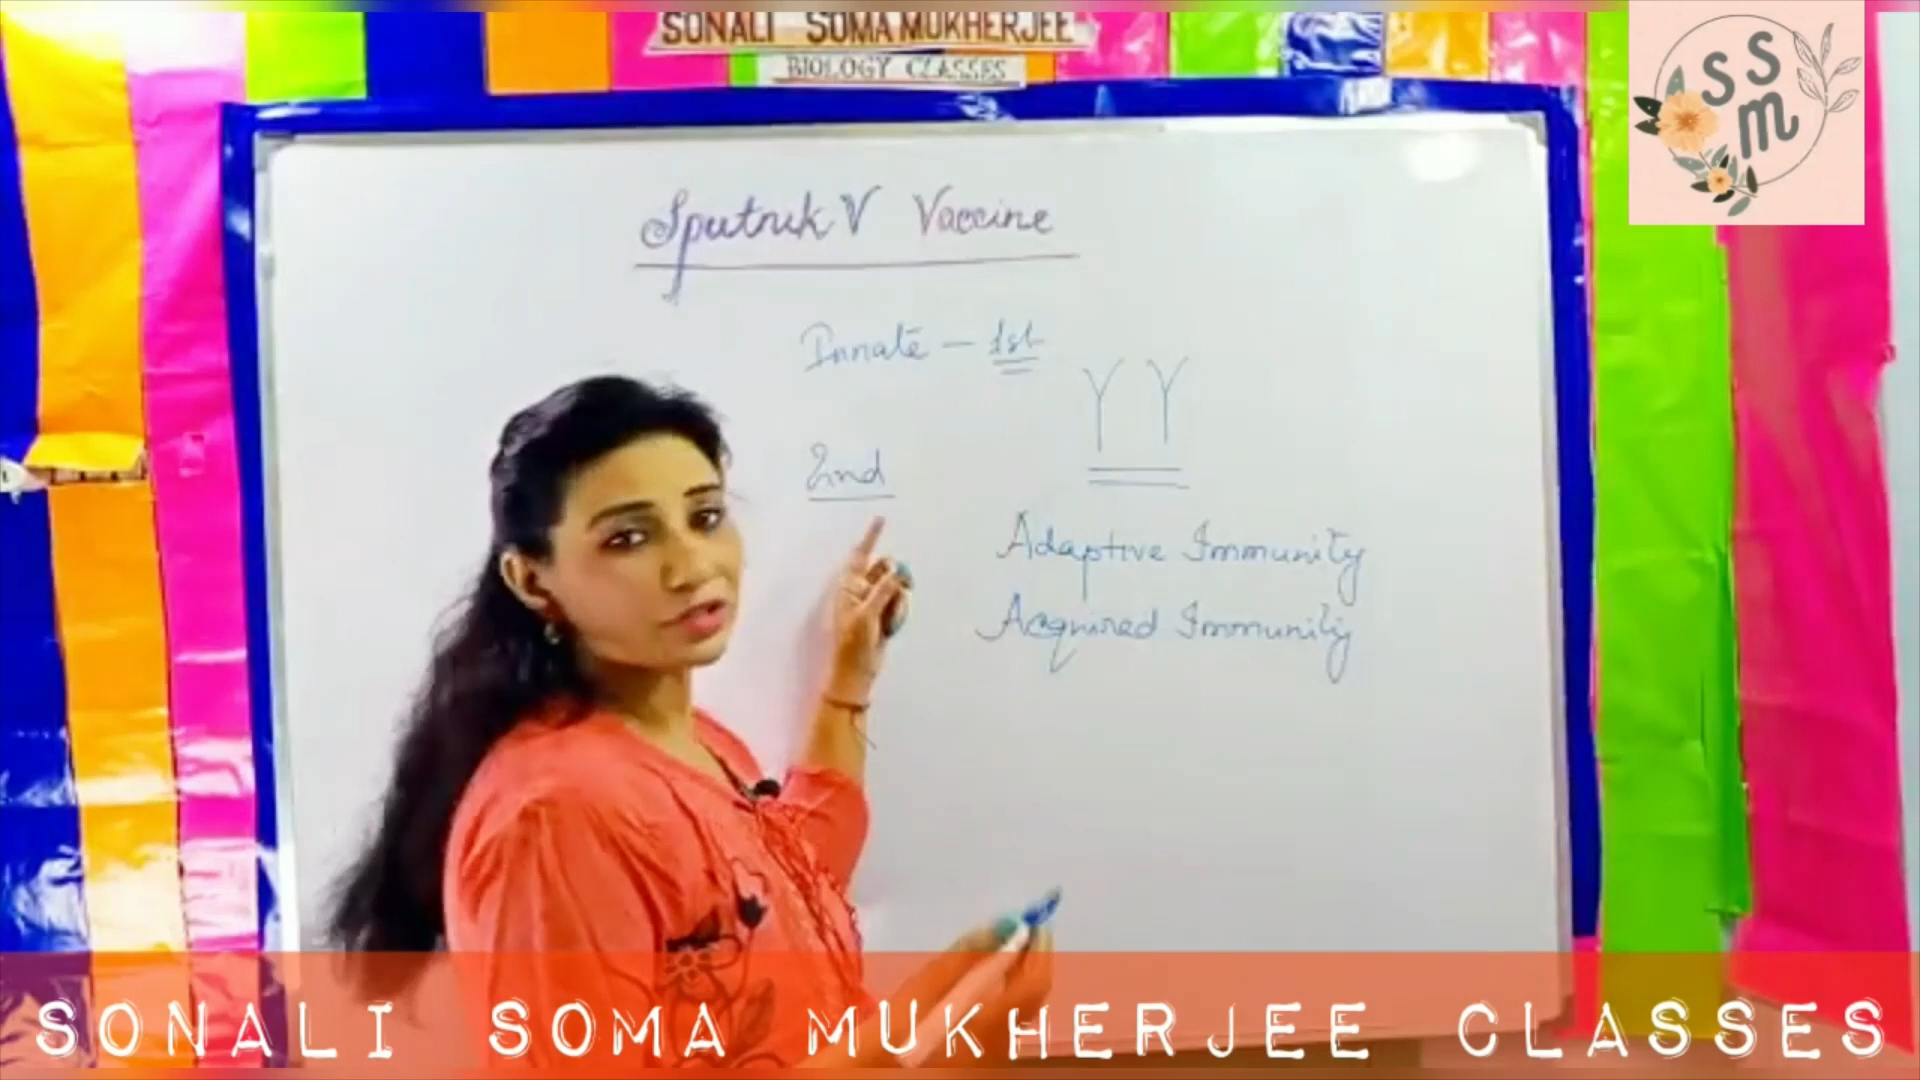 SONALI SOMA MUKHERJEE
BIOLOGY CLASSES
SSM
Sputnik V Vaccine
Innate - 1st
YY
2nd
Adaptive Immunity
Acquired Immunity
SONALI SOMA MUKHERJEE CLASSES